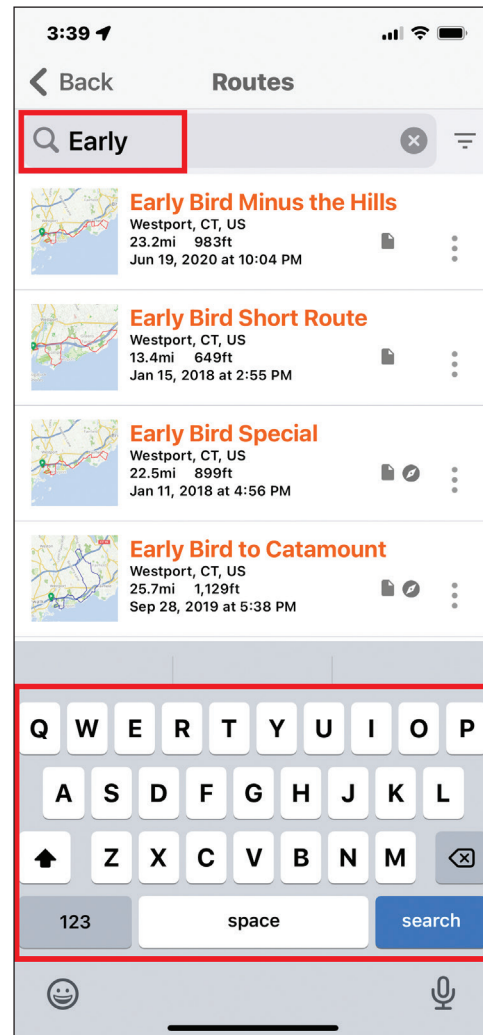 3:39
Back Routes
Early
Early Bird Minus the Hills
Westport, CT, US
23.2mi 983ft
Jun 19, 2020 at 10:04 PM
Early Bird Short Route
Westport, CT, US
13.4mi 649ft
Jan 15, 2018 at 2:55 PM
Early Bird Special
Westport, CT, US
22.5mi 899ft
Jan 11, 2018 at 4:56 PM
Early Bird to Catamount
Westport, CT, US
25.7mi 1,129ft
Sep 28, 2019 at 5:38 PM
Q W E R T Y U I O P
A S D F G H J K L
Z X C V B N M
123 space search